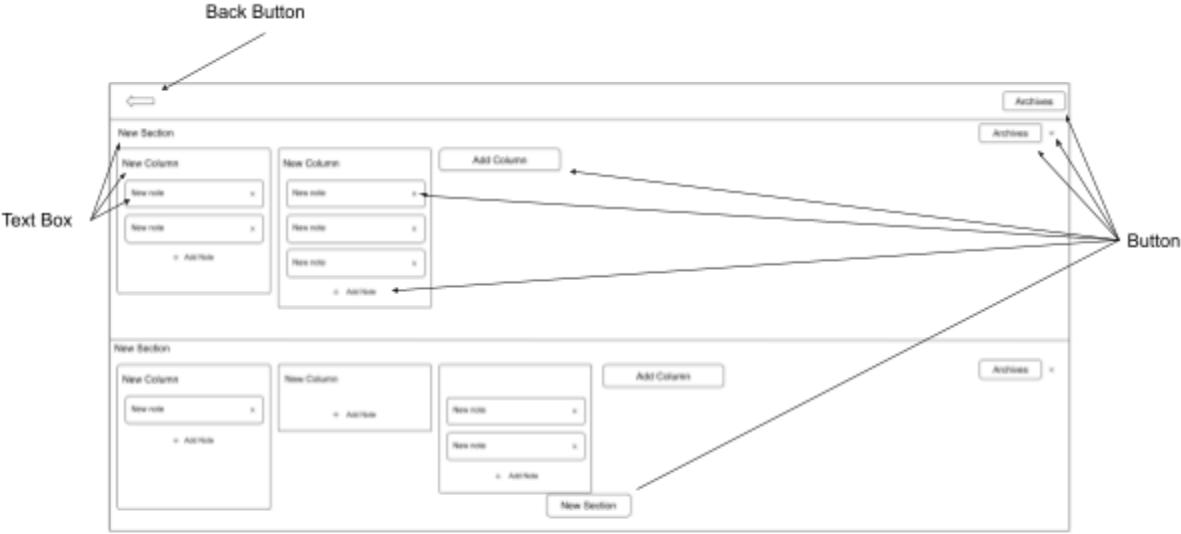 Back Button
Archives
New Section
Archives ×
New Column
New note ×
New note ×
+ Add Note
New Column
New note ×
New note ×
New note ×
+ Add Note
Add Column
Text Box
Button
New Section
Archives ×
New Column
New note ×
+ Add Note
New Column
+ Add Note
New note ×
New note ×
+ Add Note
Add Column
New Section